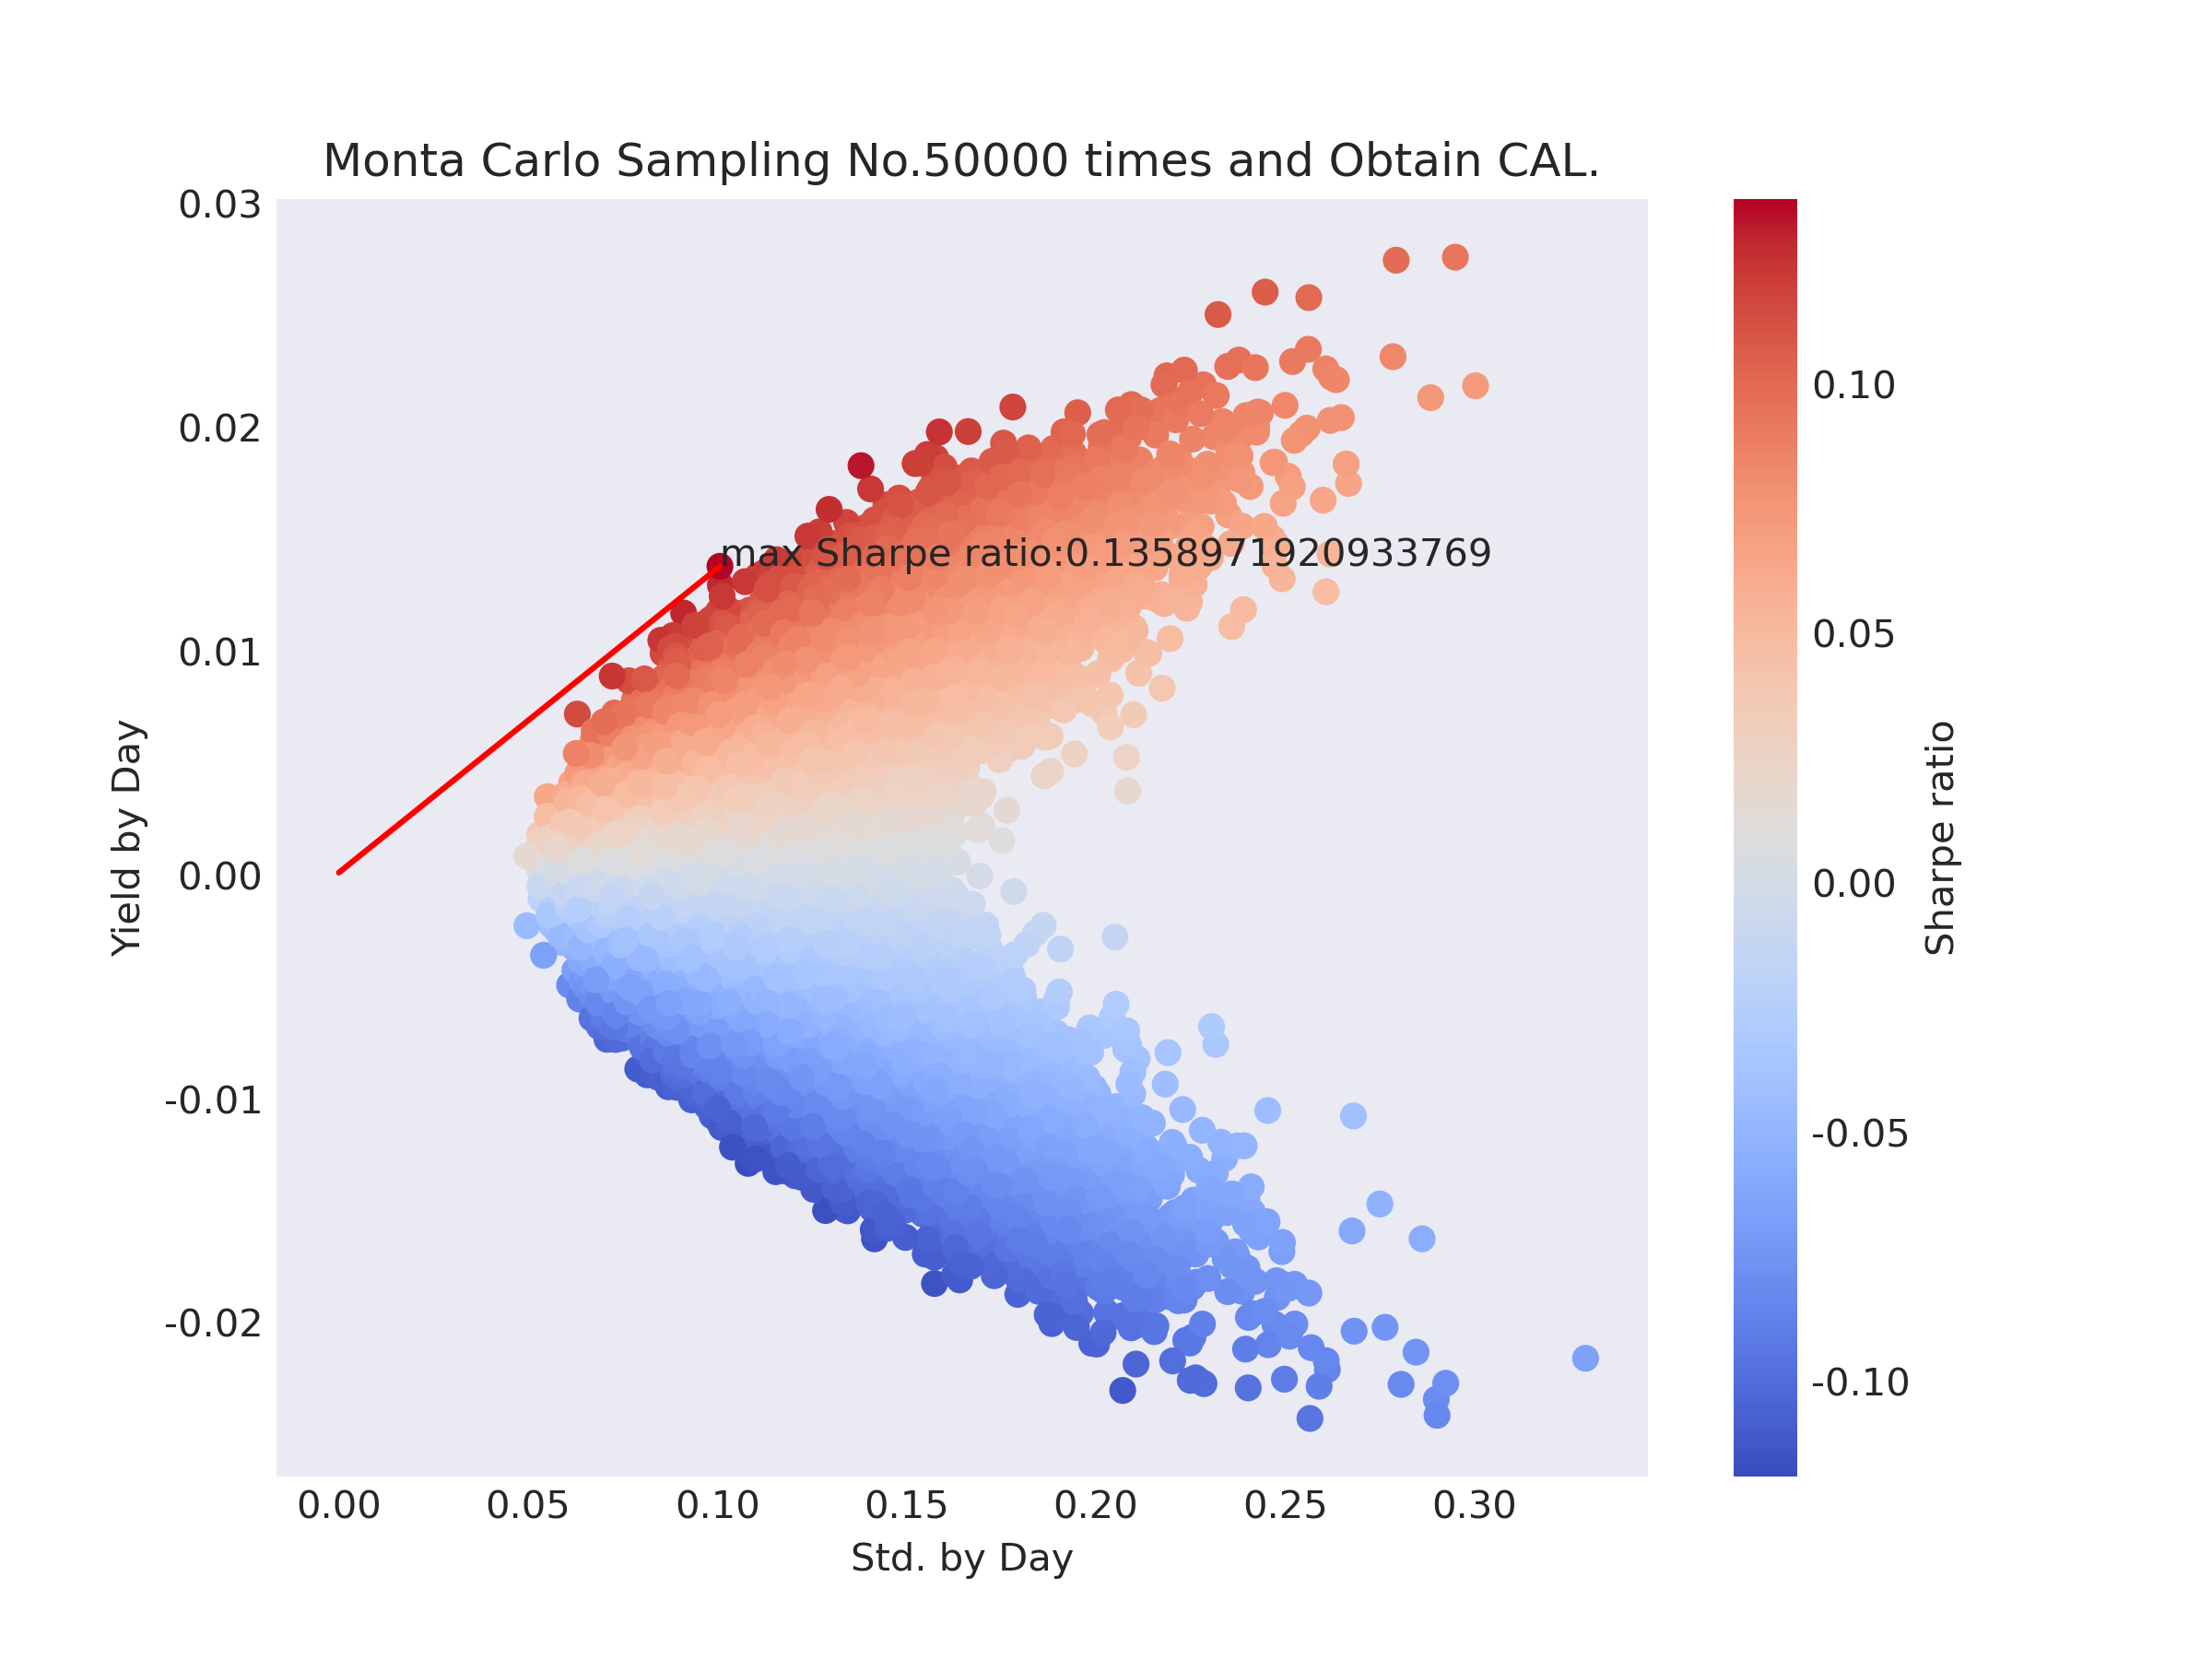 Monta Carlo Sampling No.50000 times and Obtain CAL.
0.03
0.02
0.01
0.00
-0.01
-0.02
Yield by Day
max Sharpe ratio:0.1358971920933769
0.00 0.05 0.10 0.15 0.20 0.25 0.30
Std. by Day
0.10
0.05
0.00
-0.05
-0.10
Sharpe ratio